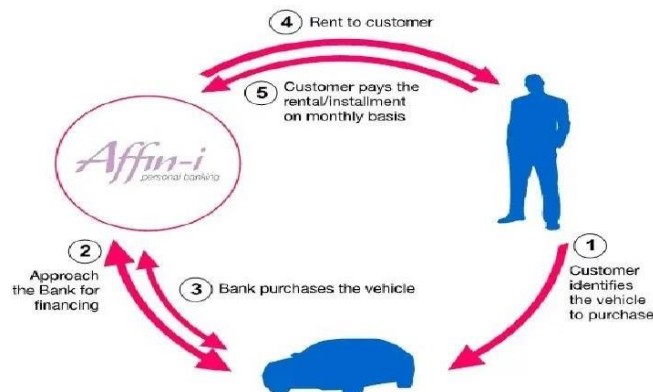 4 Rent to customer
5 Customer pays the
rental/installment
on monthly basis
Affin-i
personal banking
1
Customer
identifies
the vehicle
to purchase
2
Approach
the Bank for
financing
3 Bank purchases the vehicle